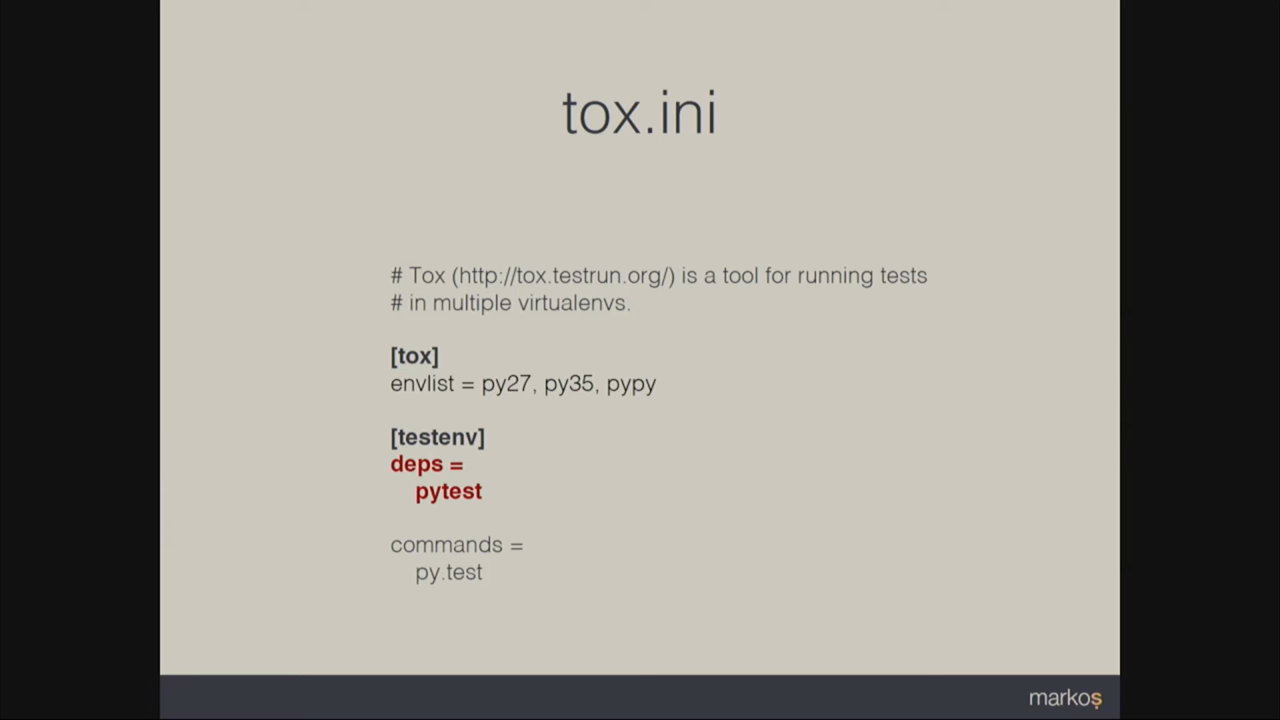 tox.ini
# Tox (http://tox.testrun.org/) is a tool for running tests
# in multiple virtualenvs.
[tox]
envlist = py27, py35, pypy
[testenv]
deps =
pytest
commands =
py.test
markoș